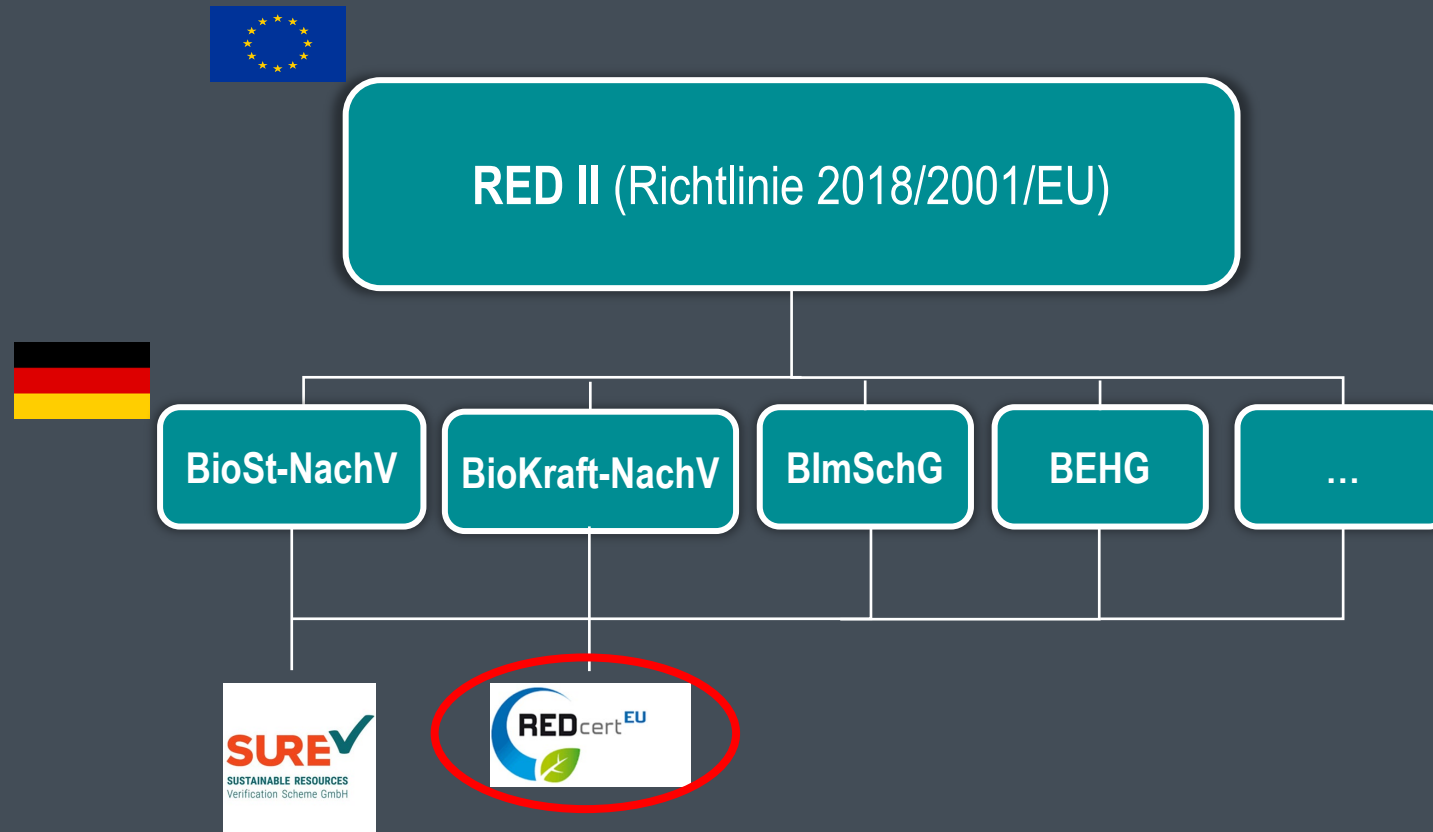 RED II (Richtlinie 2018/2001/EU)
BioSt-NachV
BioKraft-NachV
BImSchG
BEHG
...
SURE
SUSTAINABLE RESOURCES
Verification Scheme GmbH
REDcert EU